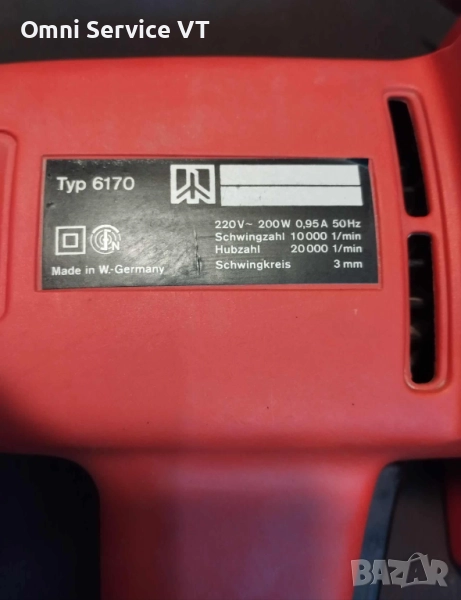 Omni Service VT
Typ 6170
220V~ 200W 0,95A 50Hz
Schwingzahl 10000 1/min
Hubzahl 20000 1/min
Schwingkreis 3 mm
Made in W.-Germany
BAZAR